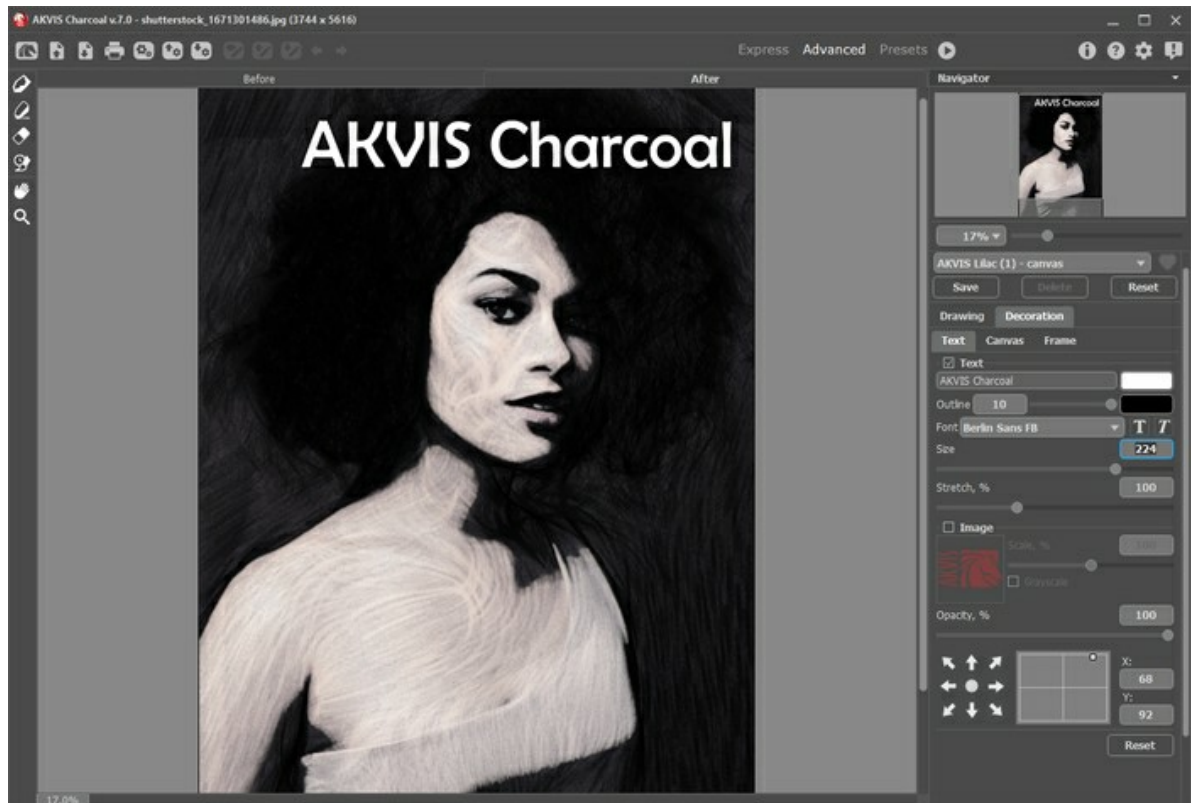 AKVIS Charcoal v.7.0 - shutterstock_1671301486.jpg (3744 x 5616)
Express Advanced Presets
Before After
Navigator
AKVIS Charcoal
AKVIS Charcoal
17%
AKVIS Lilac (1) - canvas
Save Delete Reset
Drawing Decoration
Text Canvas Frame
Text
AKVIS Charcoal
Outline 10
Font Berlin Sans FB T T
Size 224
Stretch, % 100
Image
Scale, % 100
AKVIS
Grayscale
Opacity, % 100
X:
68
Y:
92
Reset
17.0%